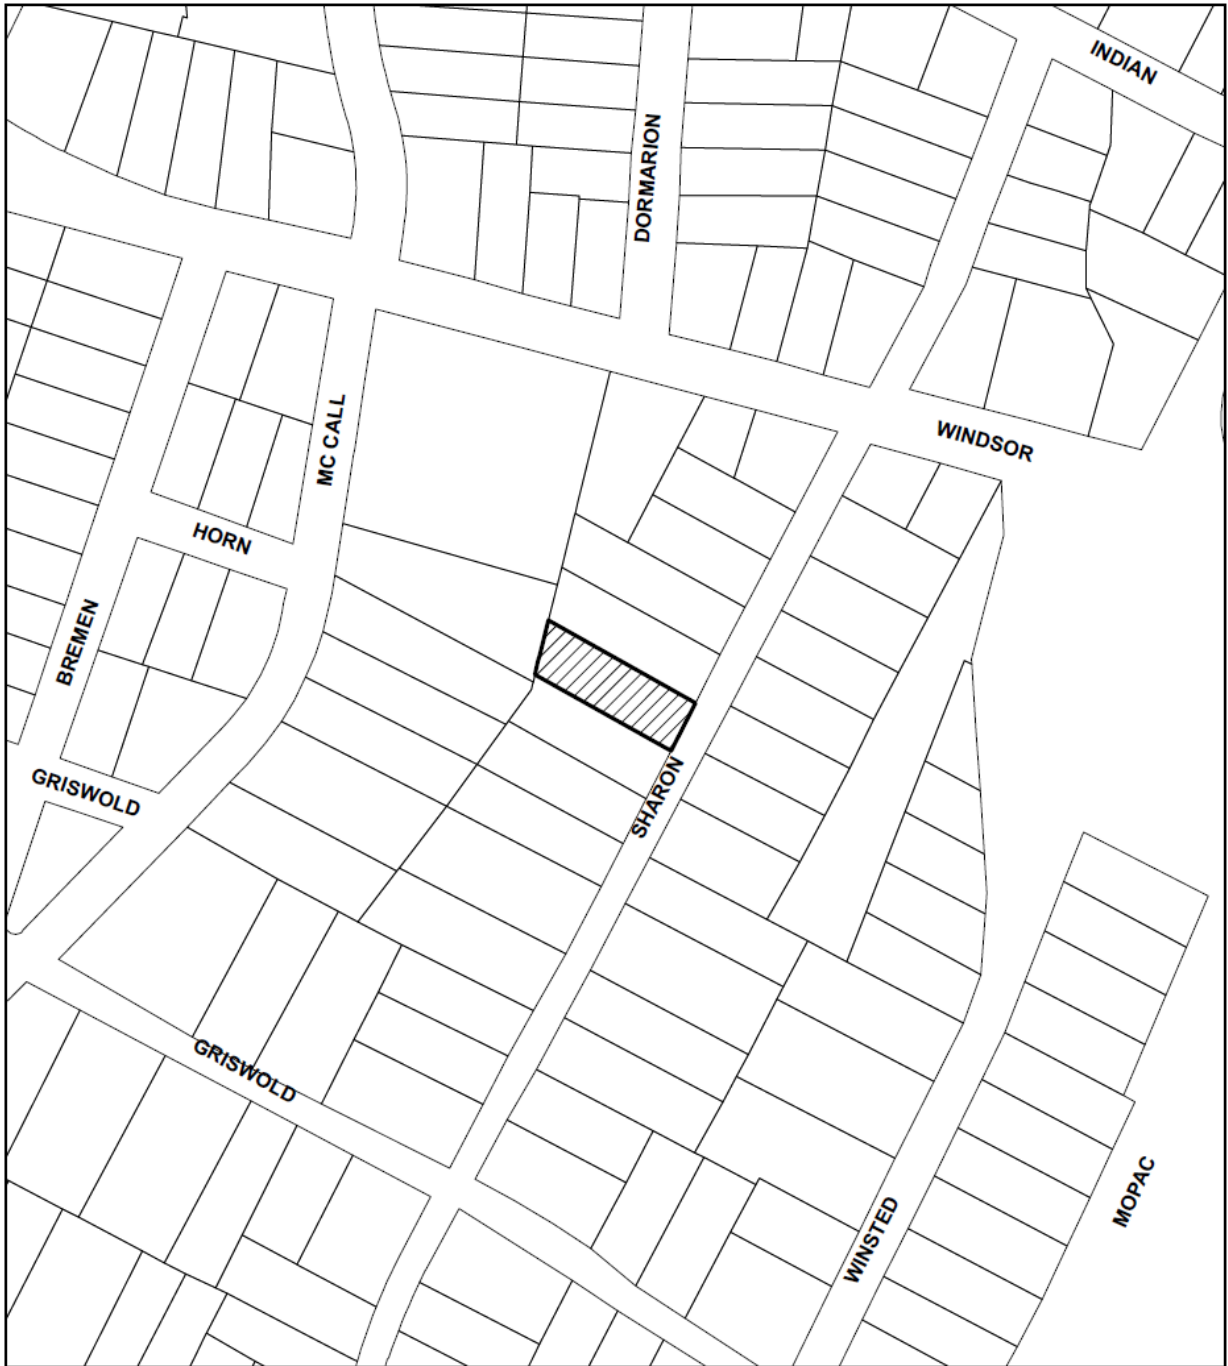 INDIAN
DORMARION
WINDSOR
MC CALL
HORN
BREMEN
GRISWOLD
SHARON
GRISWOLD
MOPAC
WINSTED